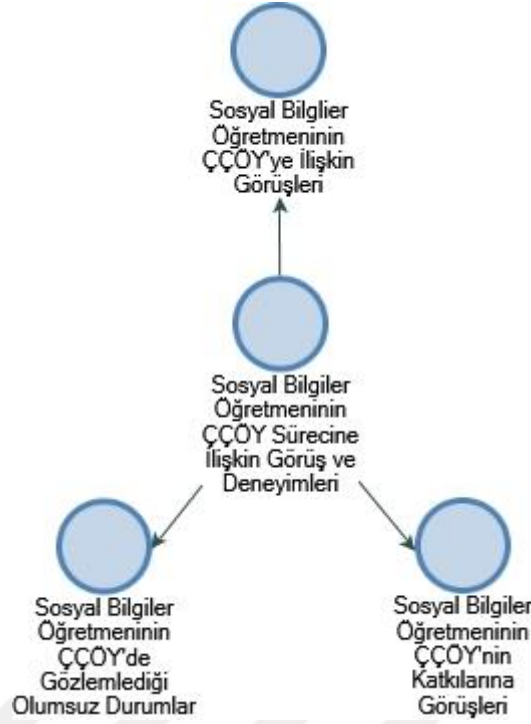 Sosyal Bilglier
Öğretmeninin
ÇÇÖY'ye İlişkin
Görüşleri
Sosyal Bilgiler
Öğretmeninin
ÇÇÖY Sürecine
İlişkin Görüş ve
Deneyimleri
Sosyal Bilgiler
Öğretmeninin
ÇÇÖY'de
Gözlemlediği
Olumsuz Durumlar
Sosyal Bilgiler
Öğretmeninin
ÇÇÖY'nin
Katkılarına
Görüşleri